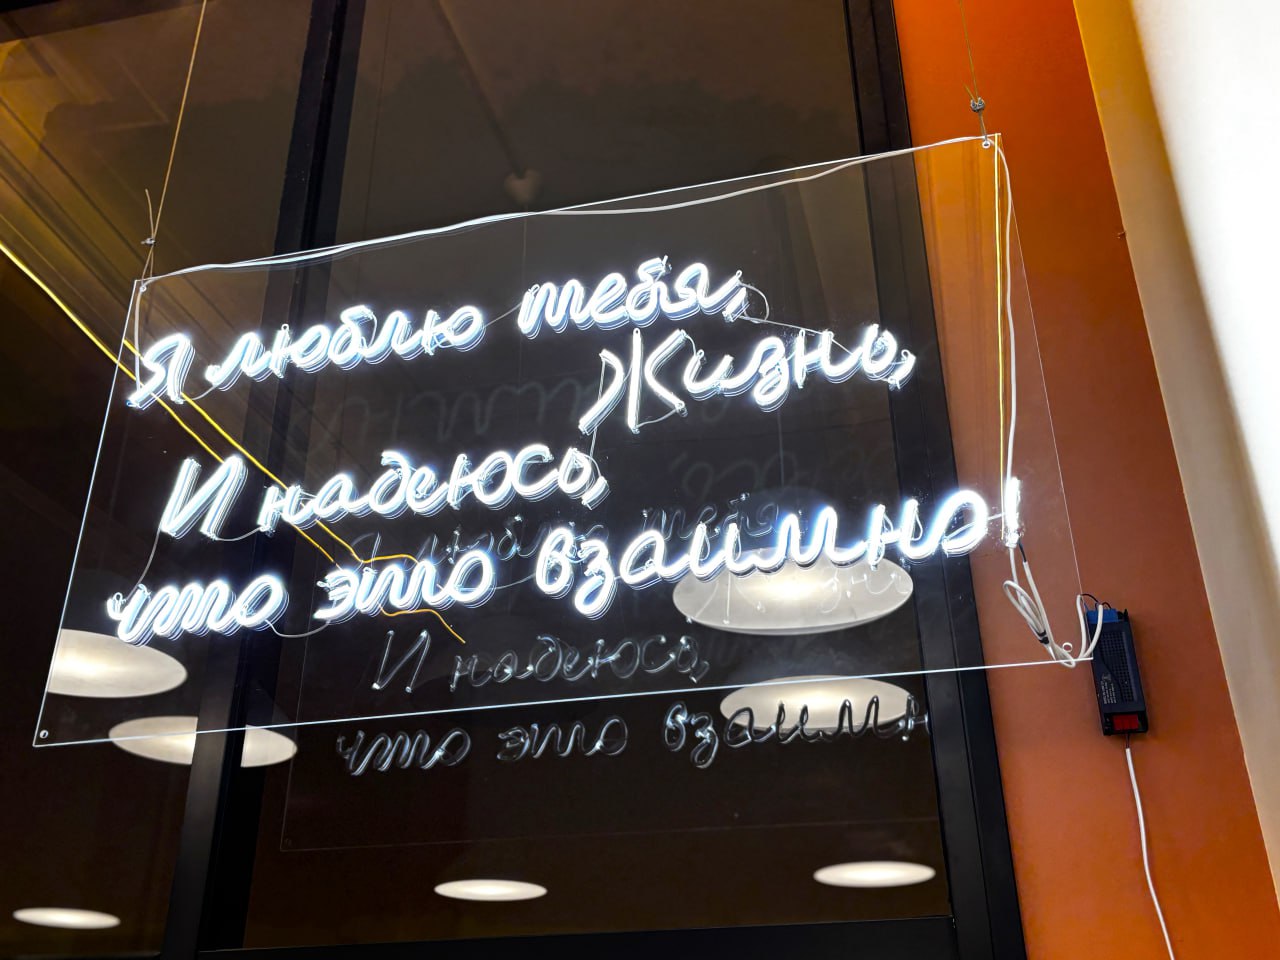 Я люблю тебя,
Жизнь,
И надеюсь,
что это взаимно!